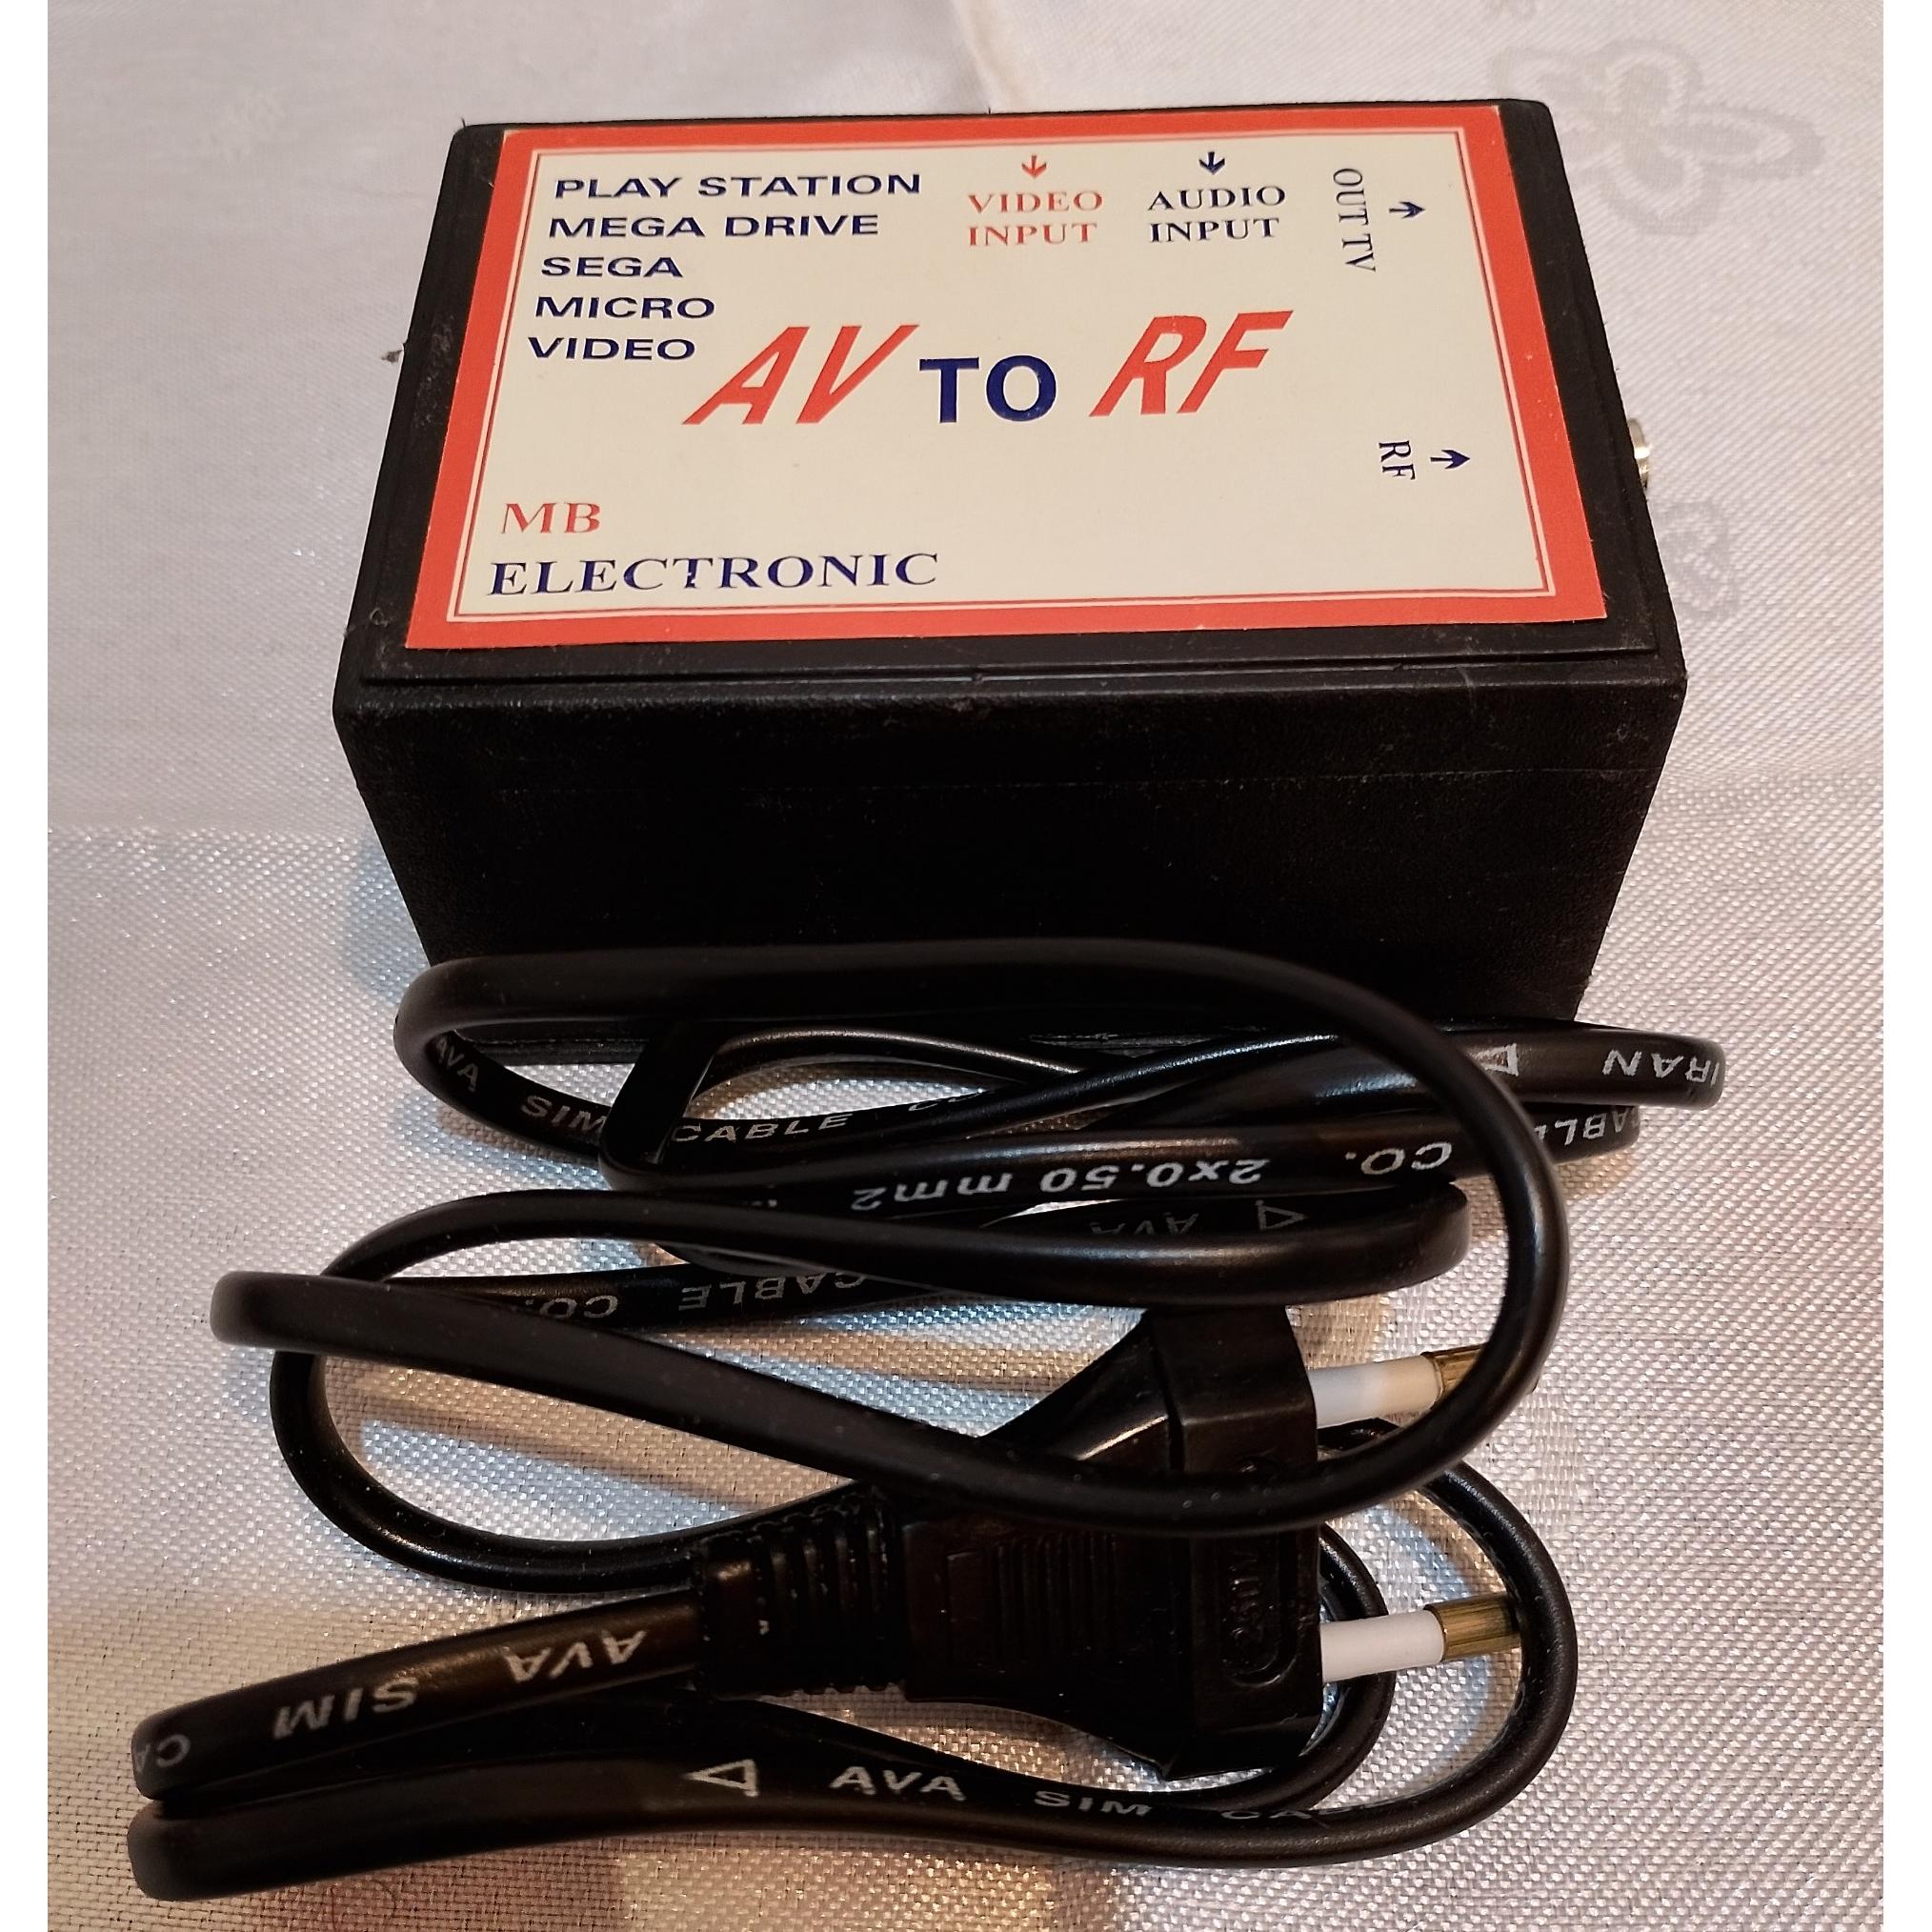 PLAY STATION
MEGA DRIVE
SEGA
MICRO
VIDEO
VIDEO
INPUT
AUDIO
INPUT
OUT TV
AV TO RF
RF
MB
ELECTRONIC
IRAN
AVA SIM CABLE
CABLE CO.
2x0.50 mm2
AVA
CABLE CO.
AVA SIM
AVA SIM